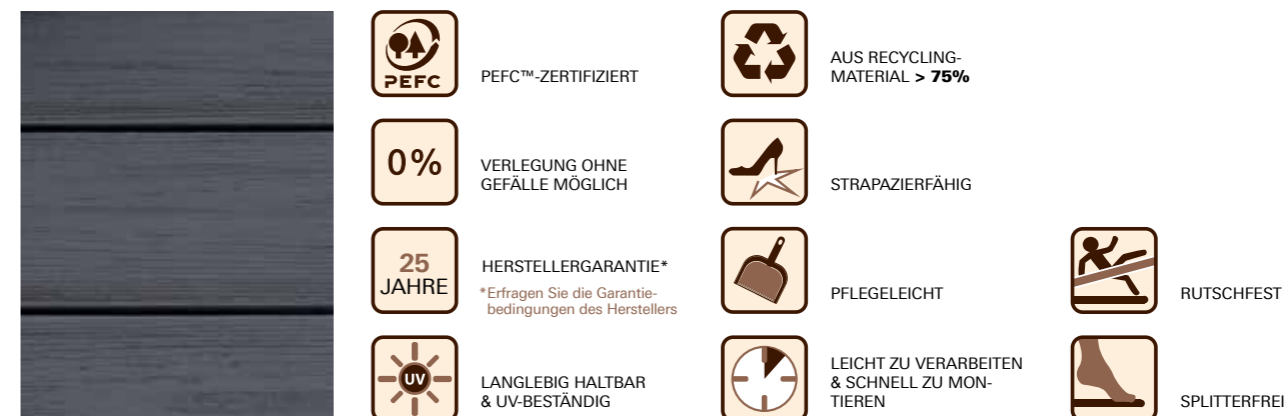 PEFC
PEFC™-ZERTIFIZIERT
AUS RECYCLING-
MATERIAL > 75%
0%
VERLEGUNG OHNE
GEFÄLLE MÖGLICH
STRAPAZIERFÄHIG
25
JAHRE
HERSTELLERGARANTIE*
*Erfragen Sie die Garantie-
bedingungen des Herstellers
PFLEGELEICHT
RUTSCHFEST
UV
LANGLEBIG HALTBAR
& UV-BESTÄNDIG
LEICHT ZU VERARBEITEN
& SCHNELL ZU MON-
TIEREN
SPLITTERFREI